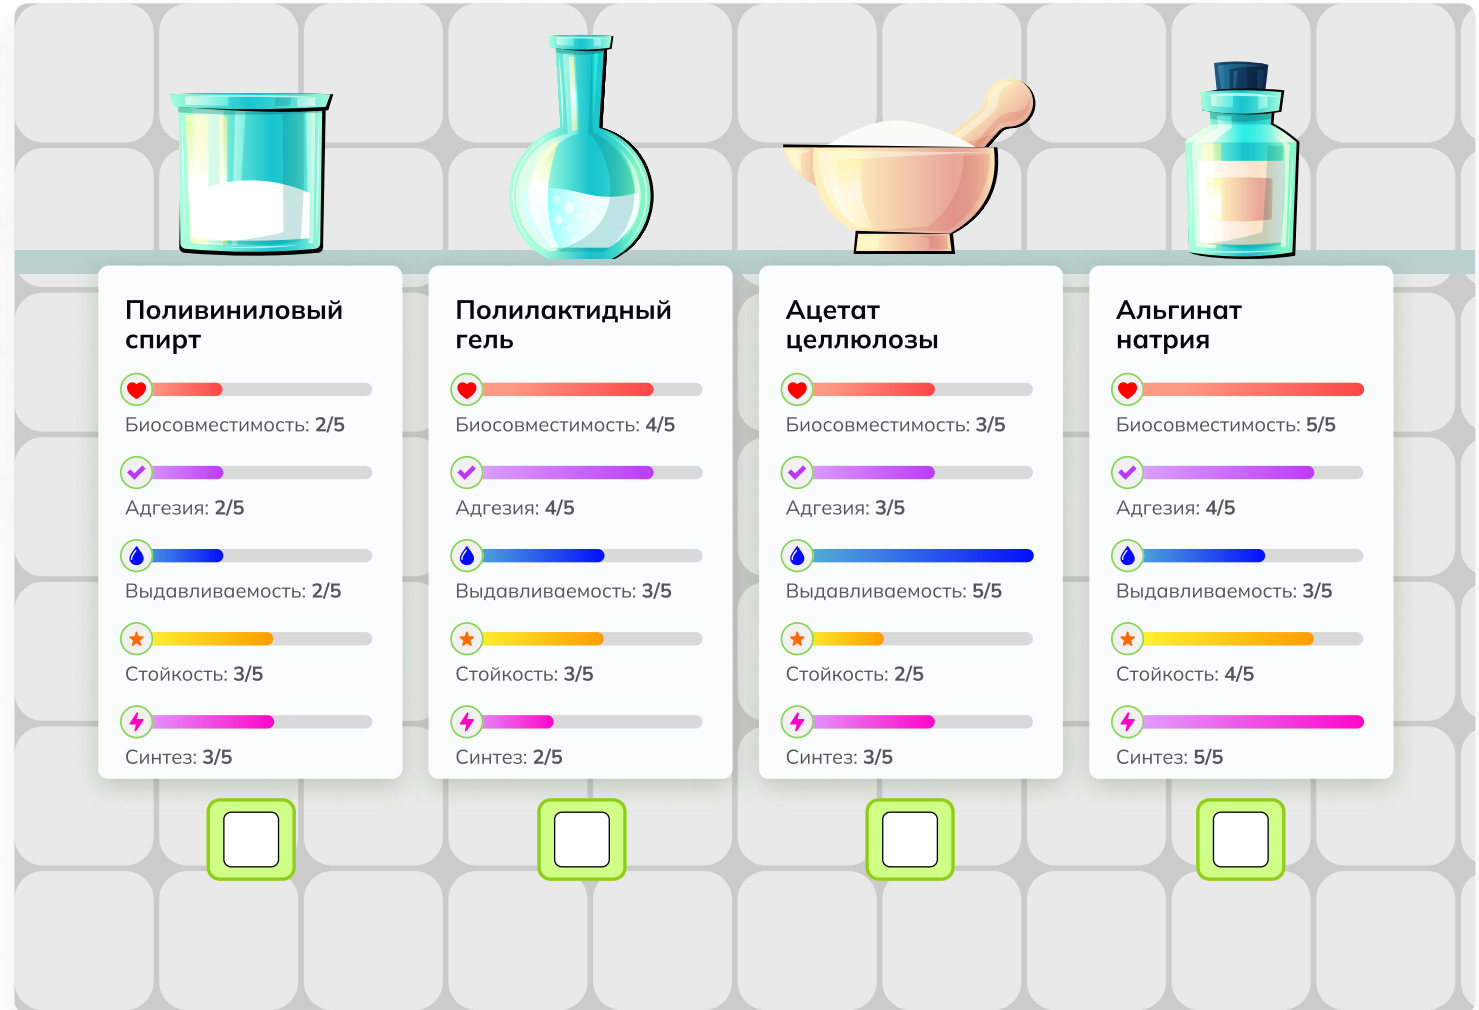 Поливиниловый
спирт
Биосовместимость: 2/5
Адгезия: 2/5
Выдавливаемость: 2/5
Стойкость: 3/5
Синтез: 3/5
Полилактидный
гель
Биосовместимость: 4/5
Адгезия: 4/5
Выдавливаемость: 3/5
Стойкость: 3/5
Синтез: 2/5
Ацетат
целлюлозы
Биосовместимость: 3/5
Адгезия: 3/5
Выдавливаемость: 5/5
Стойкость: 2/5
Синтез: 3/5
Альгинат
натрия
Биосовместимость: 5/5
Адгезия: 4/5
Выдавливаемость: 3/5
Стойкость: 4/5
Синтез: 5/5